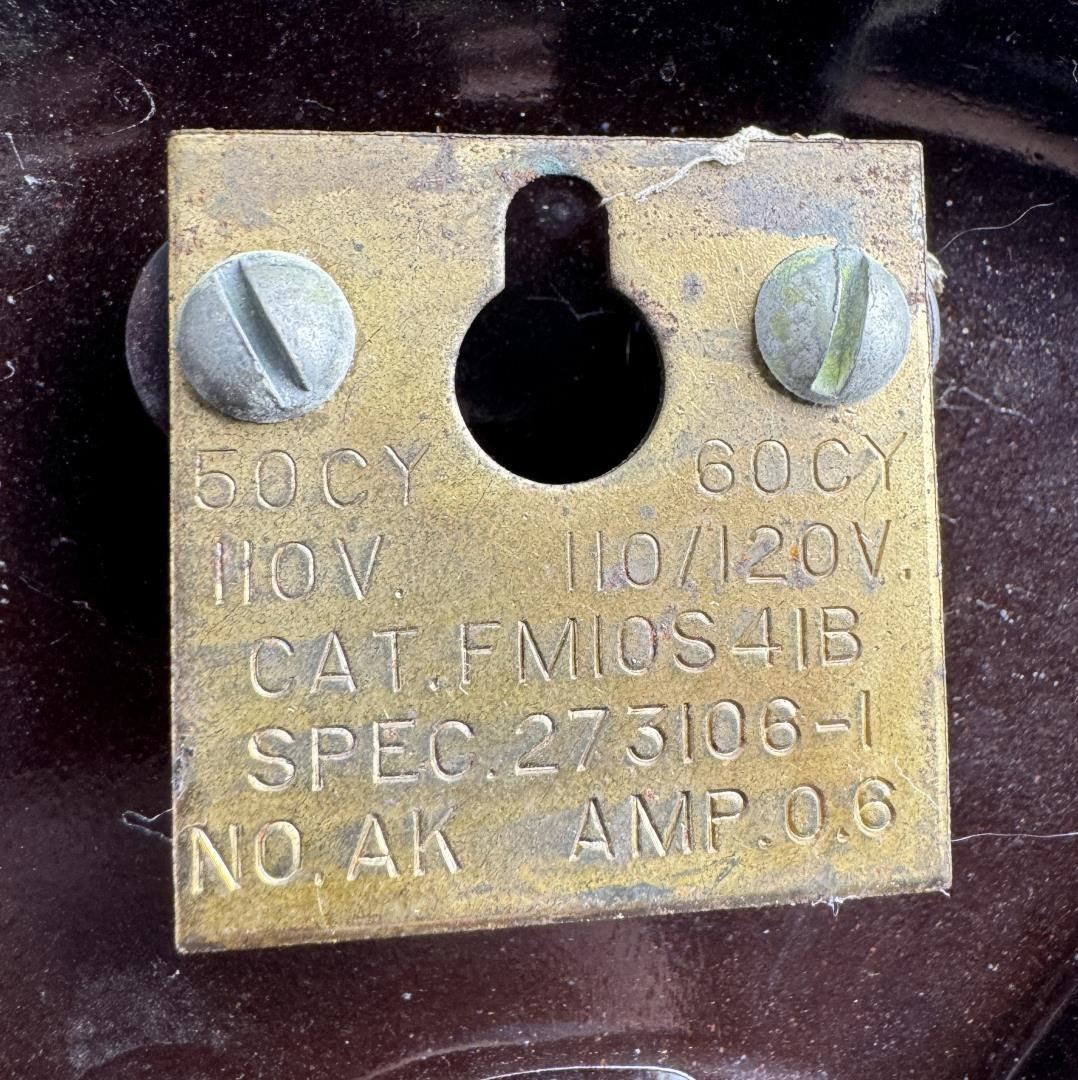 50CY 60CY
110V. 110/120V.
CAT. FM10S41B
SPEC. 273106-1
NO. AK AMP. 0.6